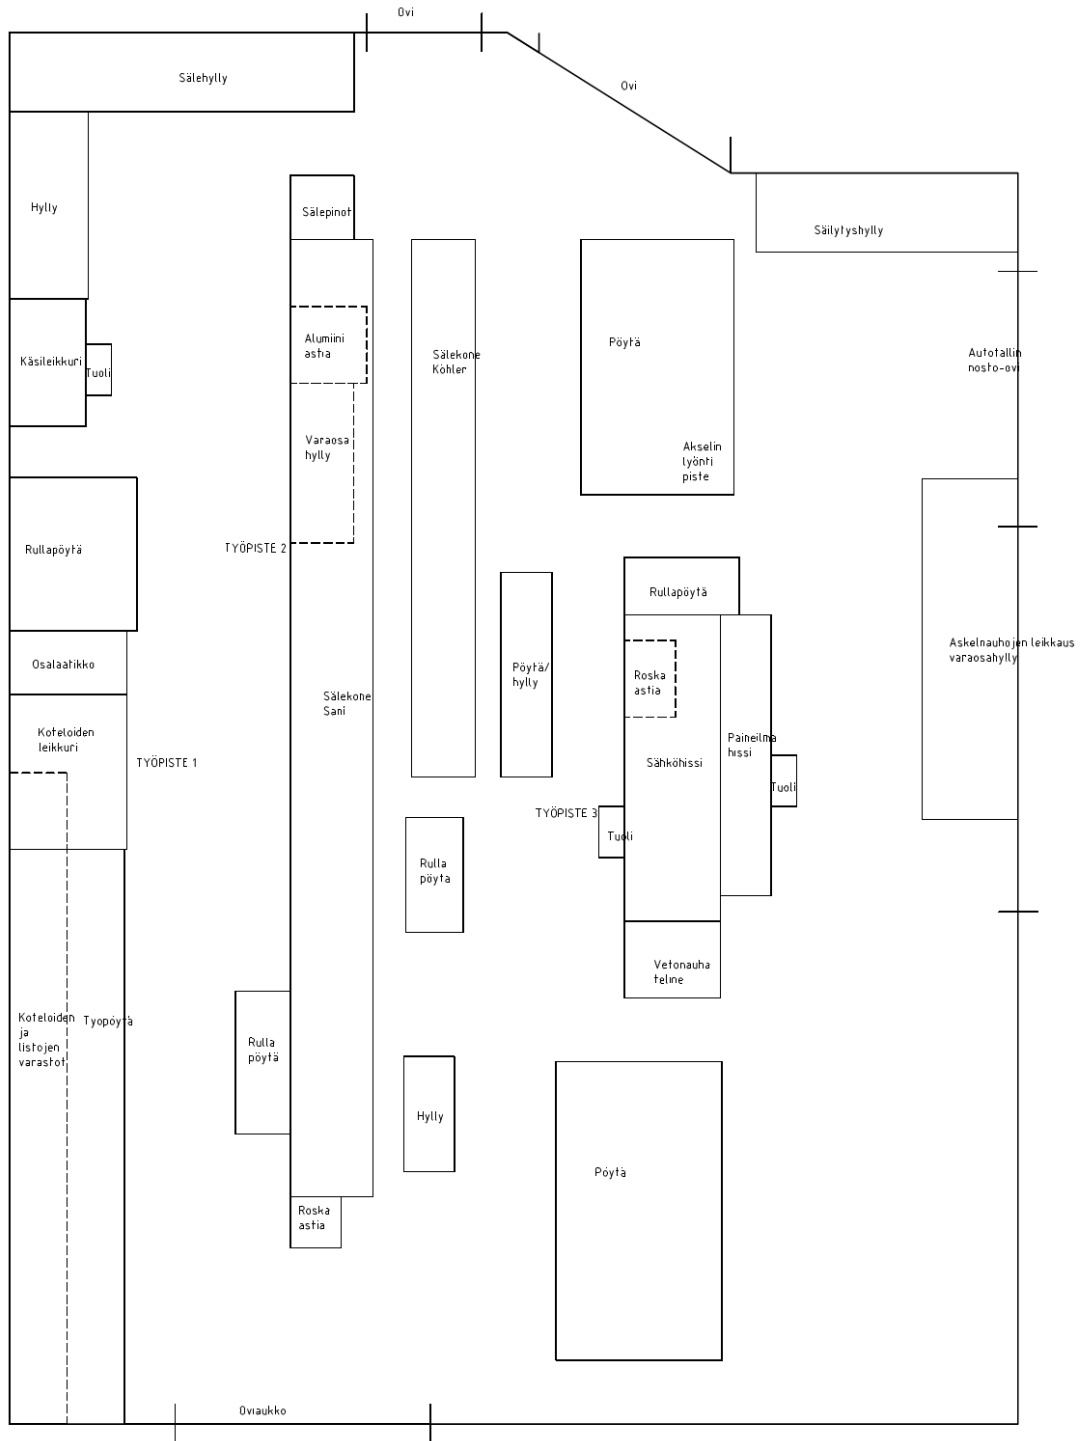 Ovi
Sälehylly
Ovi
Hylly
Sälepinot
Säilytyshylly
Alumiini
astia
Pöytä
Sälekone
Köhler
Käsileikkuri
Tuoli
Autotallin
nosto-ovi
Varaosa
hylly
Akselin
lyönti
piste
TYÖPISTE 2
Rullapöytä
Rullapöytä
Osalaatikko
Pöytä/
hylly
Roska
astia
Askelnauhojen leikkaus
varaosahylly
Sälekone
Sani
Koteloiden
leikkuri
TYÖPISTE 1
Sähköhissi
Paineilma
hissi
Tuoli
TYÖPISTE 3
Tuoli
Rulla
pöytä
Vetonauha
teline
Koteloiden
ja
listojen
varastot
Työpöytä
Rulla
pöytä
Hylly
Pöytä
Roska
astia
Oviaukko